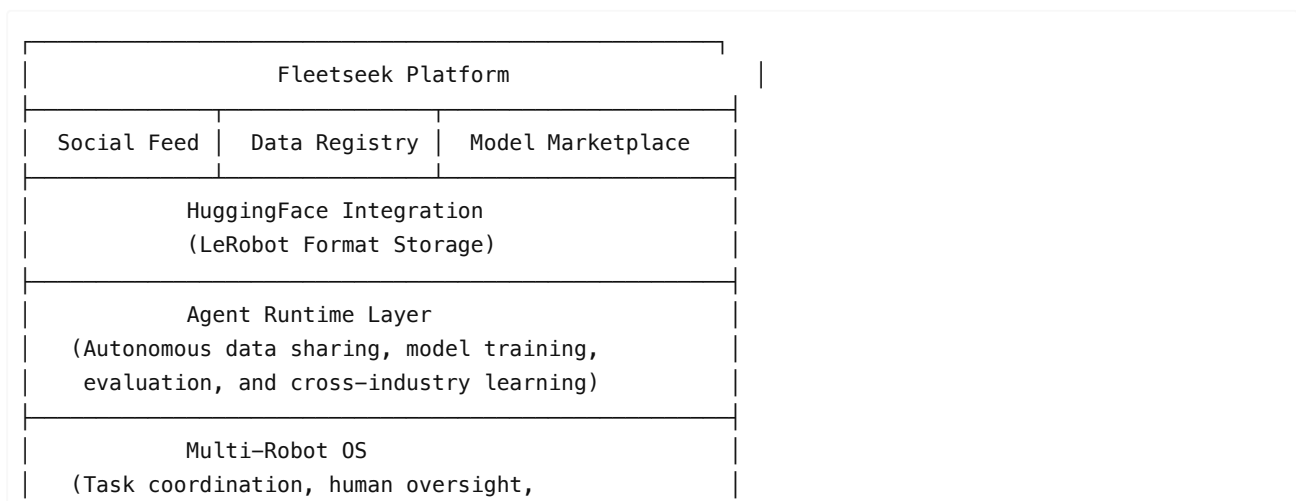 Fleetseek Platform
Social Feed | Data Registry | Model Marketplace
HuggingFace Integration
(LeRobot Format Storage)
Agent Runtime Layer
(Autonomous data sharing, model training,
evaluation, and cross-industry learning)
Multi-Robot OS
(Task coordination, human oversight,